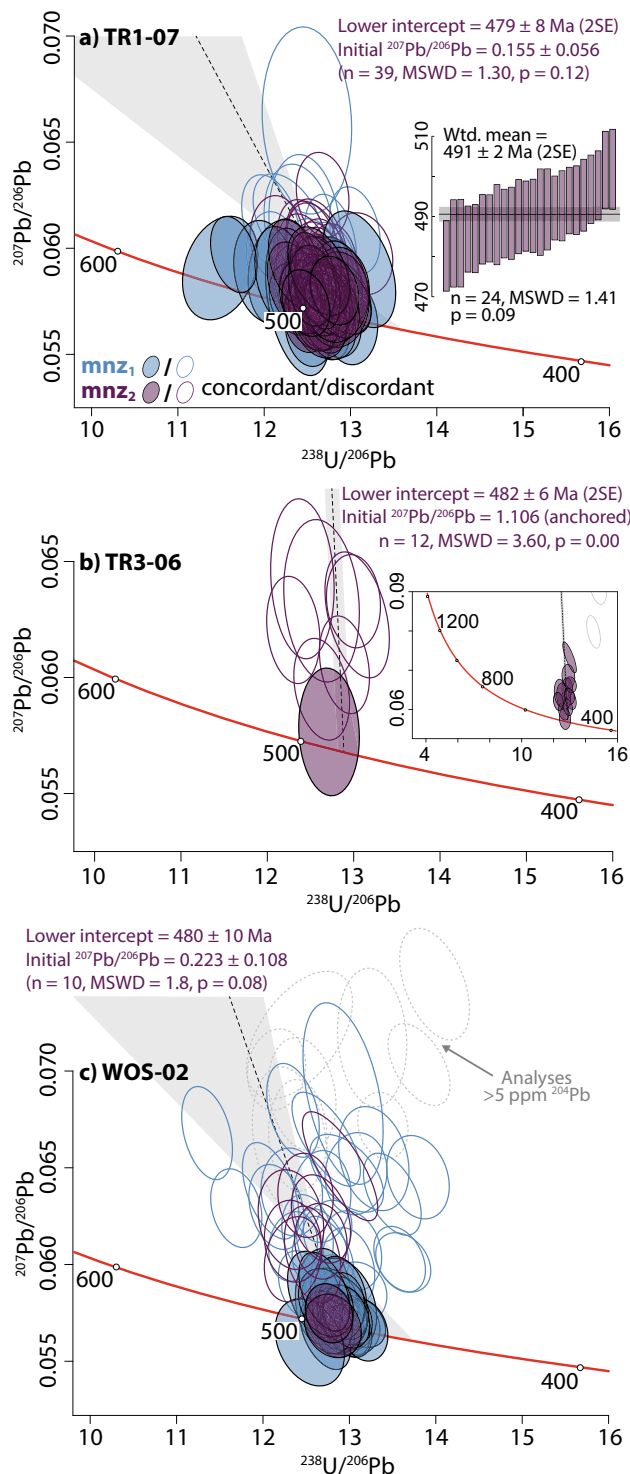 a) TR1-07
Lower intercept = 479 ± 8 Ma (2SE)
Initial ²⁰⁷Pb/²⁰⁶Pb = 0.155 ± 0.056
(n = 39, MSWD = 1.30, p = 0.12)
0.070
0.065
0.060
0.055
²⁰⁷Pb/²⁰⁶Pb
Wtd. mean =
491 ± 2 Ma (2SE)
510
490
470
n = 24, MSWD = 1.41
p = 0.09
600
500
400
mnz₁ /
mnz₂ / concordant/discordant
10 11 12 13 14 15 16
²³⁸U/²⁰⁶Pb
b) TR3-06
Lower intercept = 482 ± 6 Ma (2SE)
Initial ²⁰⁷Pb/²⁰⁶Pb = 1.106 (anchored)
n = 12, MSWD = 3.60, p = 0.00
0.065
0.060
0.055
²⁰⁷Pb/²⁰⁶Pb
0.09
0.06
1200
800
400
4 10 16
600
500
400
10 11 12 13 14 15 16
²³⁸U/²⁰⁶Pb
Lower intercept = 480 ± 10 Ma
Initial ²⁰⁷Pb/²⁰⁶Pb = 0.223 ± 0.108
(n = 10, MSWD = 1.8, p = 0.08)
c) WOS-02
0.070
0.065
0.060
0.055
²⁰⁷Pb/²⁰⁶Pb
Analyses
>5 ppm ²⁰⁴Pb
600
500
400
10 11 12 13 14 15 16
²³⁸U/²⁰⁶Pb